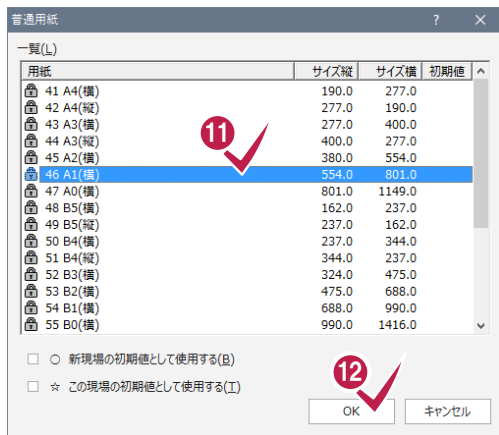 普通用紙 ? ×
一覧(L)
用紙 サイズ縦 サイズ横 初期値
41 A4(横) 190.0 277.0
42 A4(縦) 277.0 190.0
43 A3(横) 277.0 400.0
44 A3(縦) 400.0 277.0
45 A2(横) 380.0 554.0
46 A1(横) 554.0 801.0
47 A0(横) 801.0 1149.0
48 B5(横) 162.0 237.0
49 B5(縦) 237.0 162.0
50 B4(横) 237.0 344.0
51 B4(縦) 344.0 237.0
52 B3(横) 324.0 475.0
53 B2(横) 475.0 688.0
54 B1(横) 688.0 990.0
55 B0(横) 990.0 1416.0
11
○ 新現場の初期値として使用する(B)
☆ この現場の初期値として使用する(T)
12
OK キャンセル